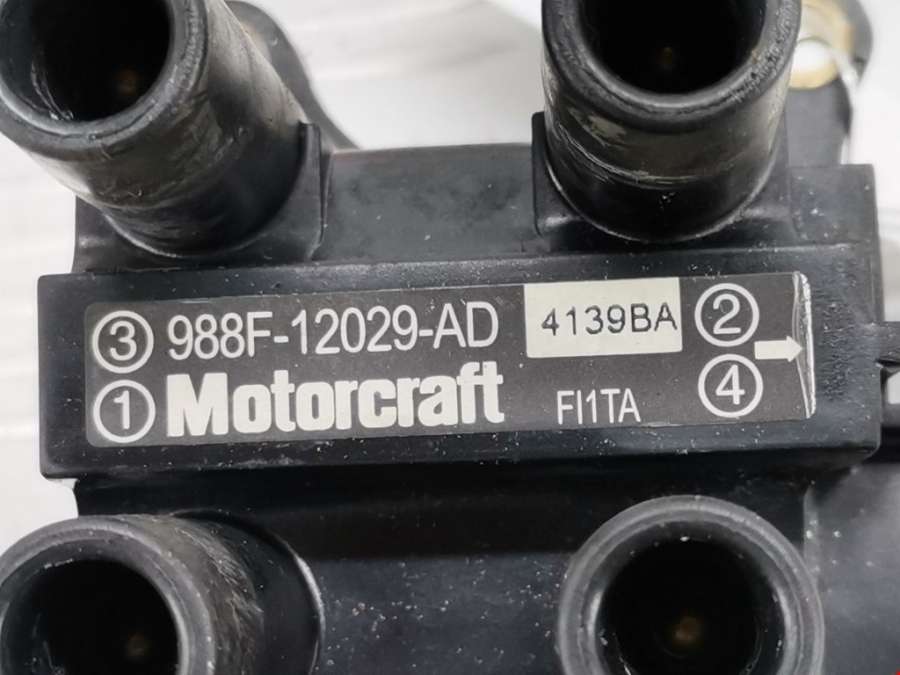 ③ 988F-12029-AD 4139BA ②
① Motorcraft FI1TA ④